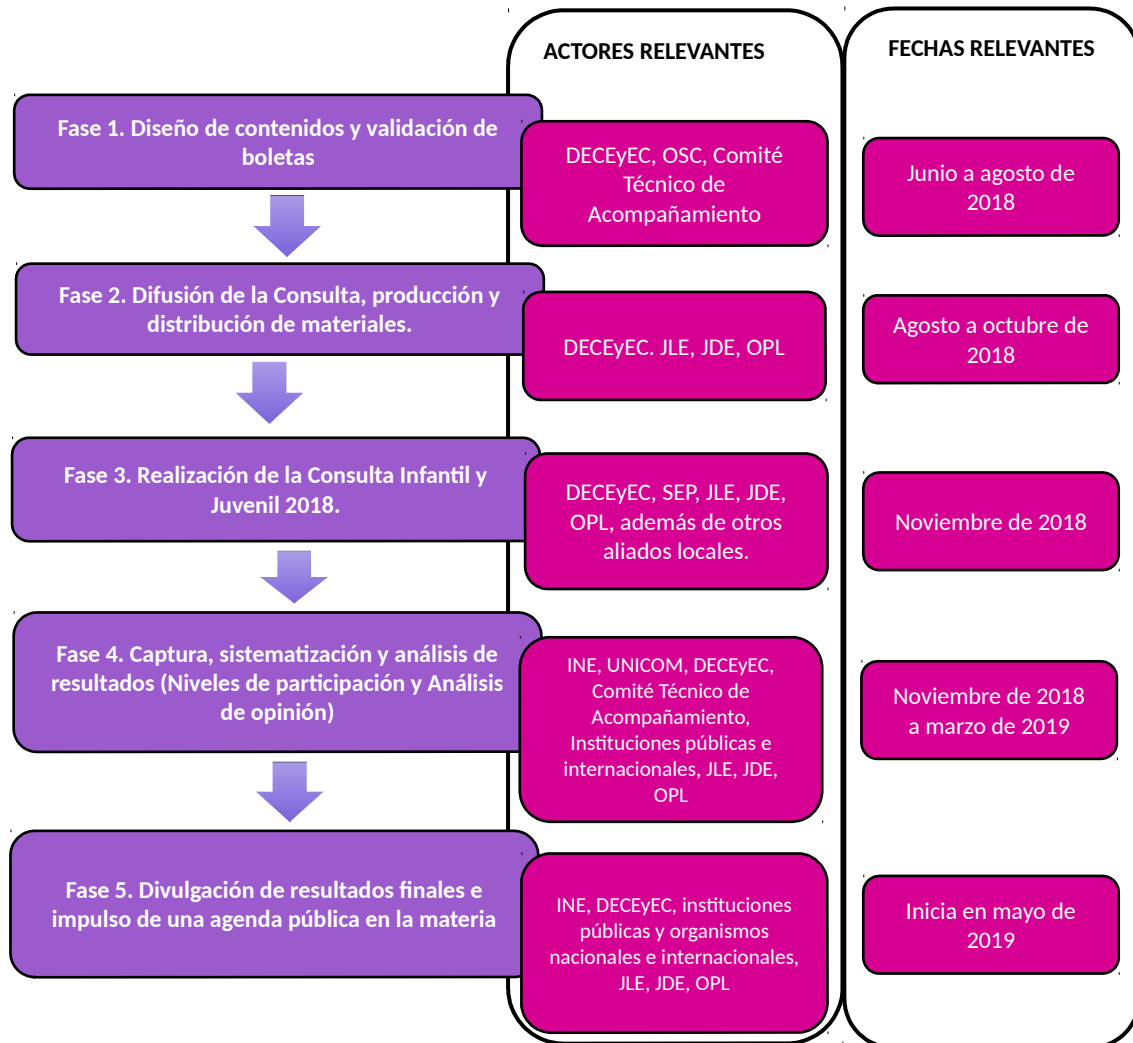 ACTORES RELEVANTES
FECHAS RELEVANTES
Fase 1. Diseño de contenidos y validación de
boletas
DECEyEC, OSC, Comité
Técnico de
Acompañamiento
Junio a agosto de
2018
Fase 2. Difusión de la Consulta, producción y
distribución de materiales.
DECEyEC. JLE, JDE, OPL
Agosto a octubre de
2018
Fase 3. Realización de la Consulta Infantil y
Juvenil 2018.
DECEyEC, SEP, JLE, JDE,
OPL, además de otros
aliados locales.
Noviembre de 2018
Fase 4. Captura, sistematización y análisis de
resultados (Niveles de participación y Análisis
de opinión)
INE, UNICOM, DECEyEC,
Comité Técnico de
Acompañamiento,
Instituciones públicas e
internacionales, JLE, JDE,
OPL
Noviembre de 2018
a marzo de 2019
Fase 5. Divulgación de resultados finales e
impulso de una agenda pública en la materia
INE, DECEyEC, instituciones
públicas y organismos
nacionales e internacionales,
JLE, JDE, OPL
Inicia en mayo de
2019